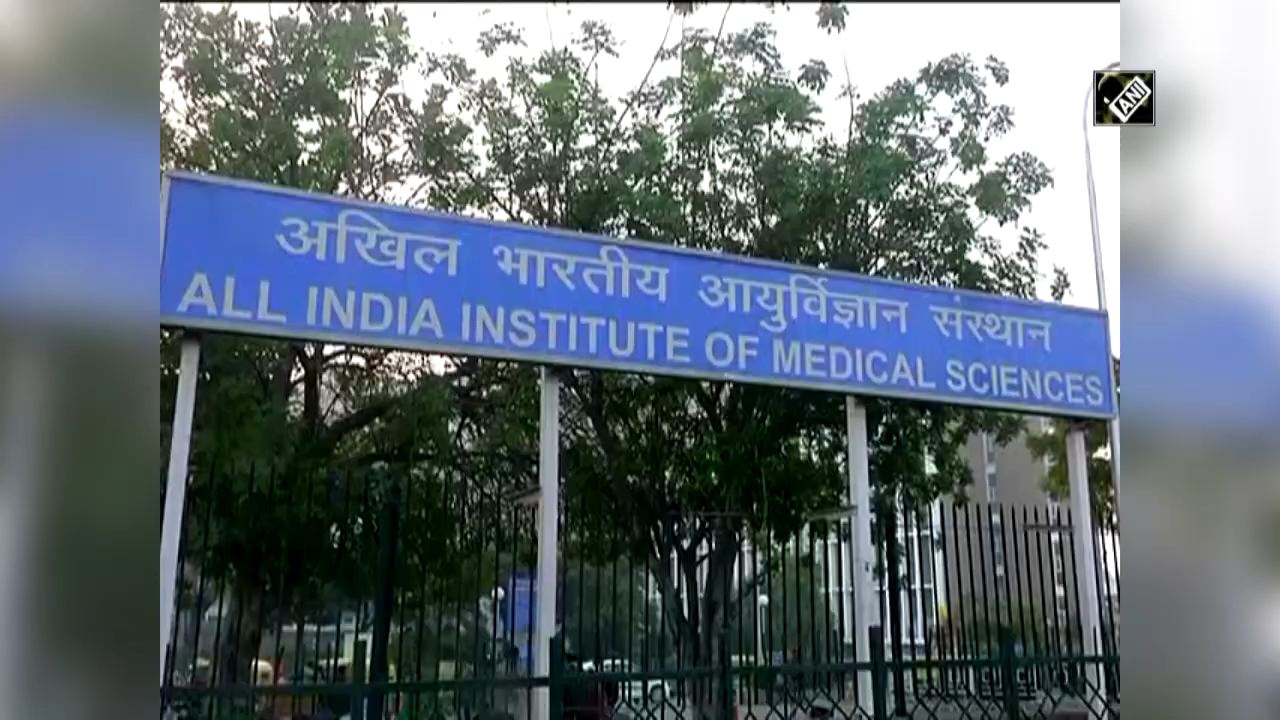 ANI
अखिल भारतीय आयुर्विज्ञान संस्थान
ALL INDIA INSTITUTE OF MEDICAL SCIENCES